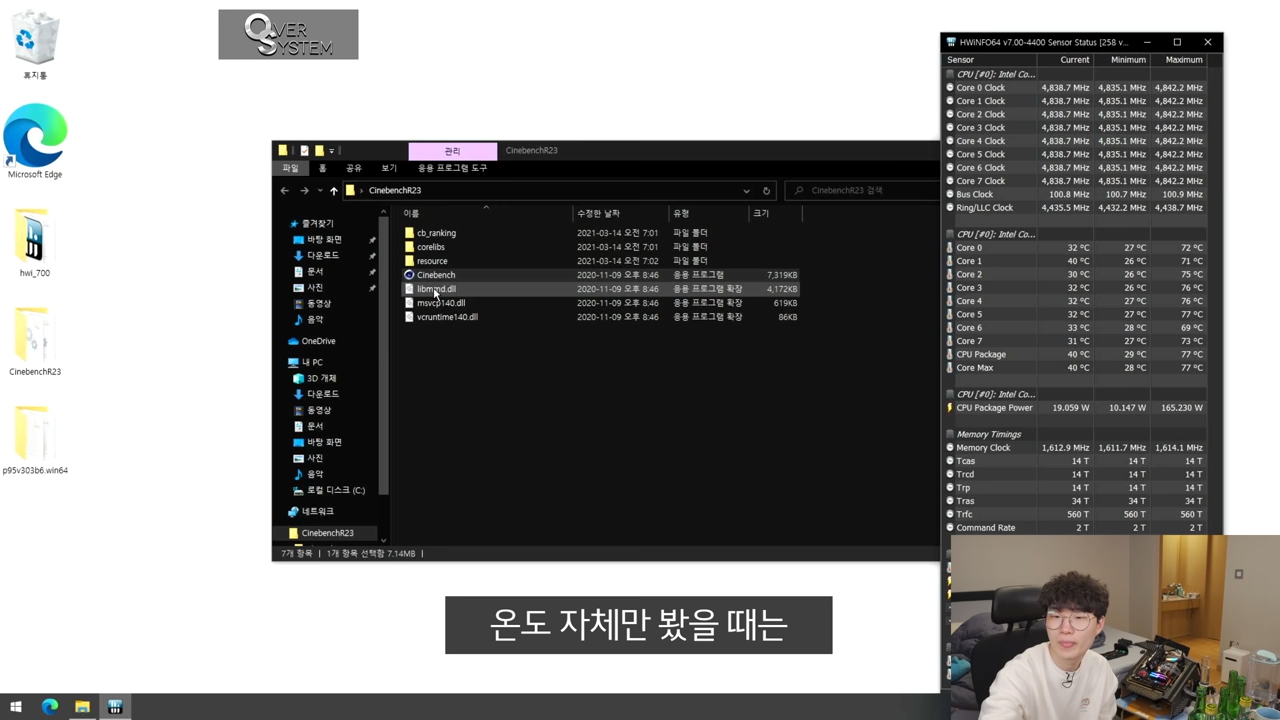 OVER
SYSTEM
휴지통
Microsoft Edge
hwi_700
CinebenchR23
p95v303b6.win64
관리
CinebenchR23
파일 홈 공유 보기 응용 프로그램 도구
CinebenchR23
CinebenchR23 검색
이름 수정한 날짜 유형 크기
cb_ranking 2021-03-14 오전 7:01 파일 폴더
corelibs 2021-03-14 오전 7:01 파일 폴더
resource 2021-03-14 오전 7:02 파일 폴더
Cinebench 2020-11-09 오후 8:46 응용 프로그램 7,319KB
libmmd.dll 2020-11-09 오후 8:46 응용 프로그램 확장 4,172KB
msvcp140.dll 2020-11-09 오후 8:46 응용 프로그램 확장 619KB
vcruntime140.dll 2020-11-09 오후 8:46 응용 프로그램 확장 86KB
즐겨찾기
바탕 화면
다운로드
문서
사진
동영상
음악
OneDrive
내 PC
3D 개체
다운로드
동영상
문서
바탕 화면
사진
음악
로컬 디스크 (C:)
네트워크
CinebenchR23
7개 항목 1개 항목 선택함 7.14MB
HWiNFO64 v7.00-4400 Sensor Status [258 v...
Sensor Current Minimum Maximum
CPU [#0]: Intel Co...
Core 0 Clock 4,838.7 MHz 4,835.1 MHz 4,842.2 MHz
Core 1 Clock 4,838.7 MHz 4,835.1 MHz 4,842.2 MHz
Core 2 Clock 4,838.7 MHz 4,835.1 MHz 4,842.2 MHz
Core 3 Clock 4,838.7 MHz 4,835.1 MHz 4,842.2 MHz
Core 4 Clock 4,838.7 MHz 4,835.1 MHz 4,842.2 MHz
Core 5 Clock 4,838.7 MHz 4,835.1 MHz 4,842.2 MHz
Core 6 Clock 4,838.7 MHz 4,835.1 MHz 4,842.2 MHz
Core 7 Clock 4,838.7 MHz 4,835.1 MHz 4,842.2 MHz
Bus Clock 100.8 MHz 100.7 MHz 100.9 MHz
Ring/LLC Clock 4,435.5 MHz 4,432.2 MHz 4,438.7 MHz
CPU [#0]: Intel Co...
Core 0 32 °C 27 °C 72 °C
Core 1 40 °C 26 °C 71 °C
Core 2 30 °C 26 °C 75 °C
Core 3 32 °C 27 °C 76 °C
Core 4 32 °C 27 °C 76 °C
Core 5 32 °C 27 °C 77 °C
Core 6 33 °C 28 °C 69 °C
Core 7 31 °C 27 °C 73 °C
CPU Package 40 °C 29 °C 77 °C
Core Max 40 °C 28 °C 77 °C
CPU [#0]: Intel Co...
CPU Package Power 19.059 W 10.147 W 165.230 W
Memory Timings
Memory Clock 1,612.9 MHz 1,611.7 MHz 1,614.1 MHz
Tcas 14 T 14 T 14 T
Trcd 14 T 14 T 14 T
Trp 14 T 14 T 14 T
Tras 34 T 34 T 34 T
Trfc 560 T 560 T 560 T
Command Rate 2 T 2 T 2 T
온도 자체만 봤을 때는